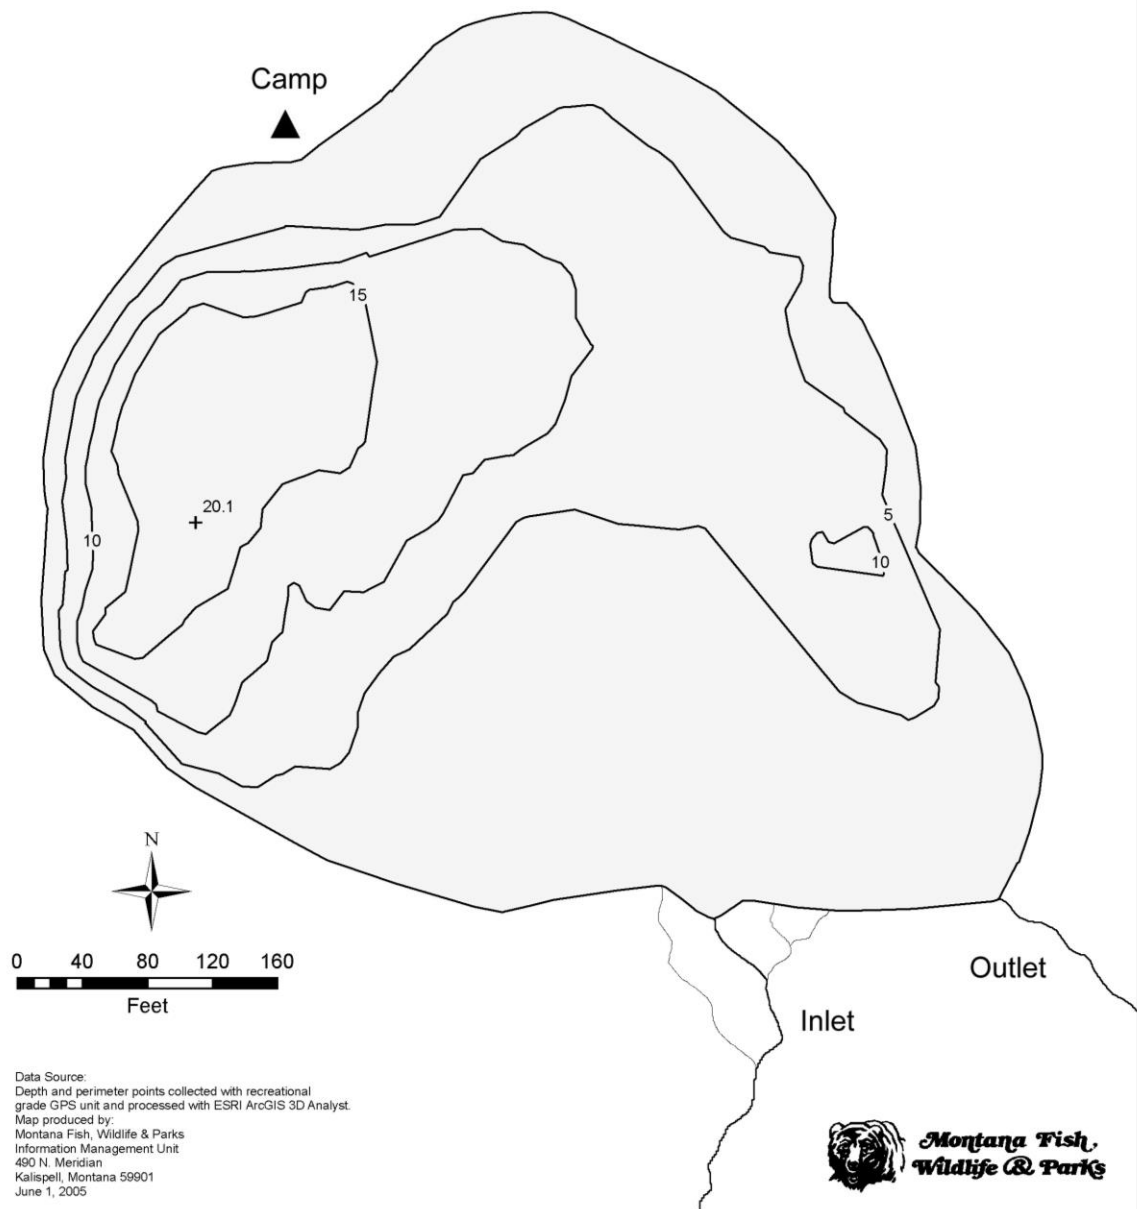 Camp
15
20.1
5
10
10
N
0 40 80 120 160
Feet
Outlet
Inlet
Data Source:
Depth and perimeter points collected with recreational
grade GPS unit and processed with ESRI ArcGIS 3D Analyst.
Map produced by:
Montana Fish, Wildlife & Parks
Information Management Unit
490 N. Meridian
Kalispell, Montana 59901
June 1, 2005
Montana Fish,
Wildlife & Parks